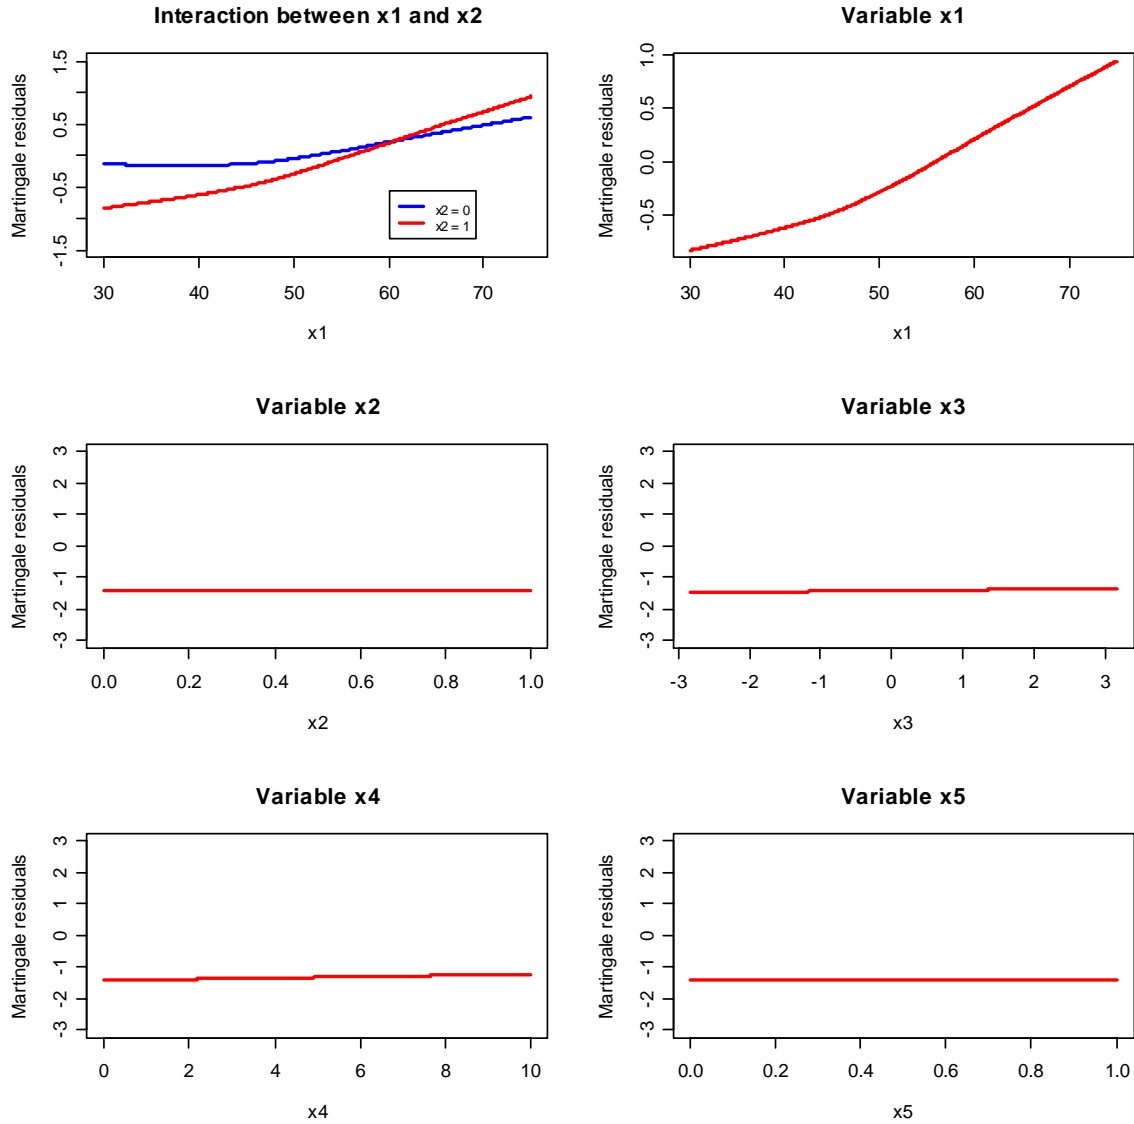 Interaction between x1 and x2
Martingale residuals
1.5
0.5
-0.5
-1.5
x2 = 0
x2 = 1
30 40 50 60 70
x1
Variable x1
Martingale residuals
1.0
0.5
0.0
-0.5
30 40 50 60 70
x1
Variable x2
Martingale residuals
3
2
1
0
-1
-2
-3
0.0 0.2 0.4 0.6 0.8 1.0
x2
Variable x3
Martingale residuals
3
2
1
0
-1
-2
-3
-3 -2 -1 0 1 2 3
x3
Variable x4
Martingale residuals
3
2
1
0
-1
-2
-3
0 2 4 6 8 10
x4
Variable x5
Martingale residuals
3
2
1
0
-1
-2
-3
0.0 0.2 0.4 0.6 0.8 1.0
x5